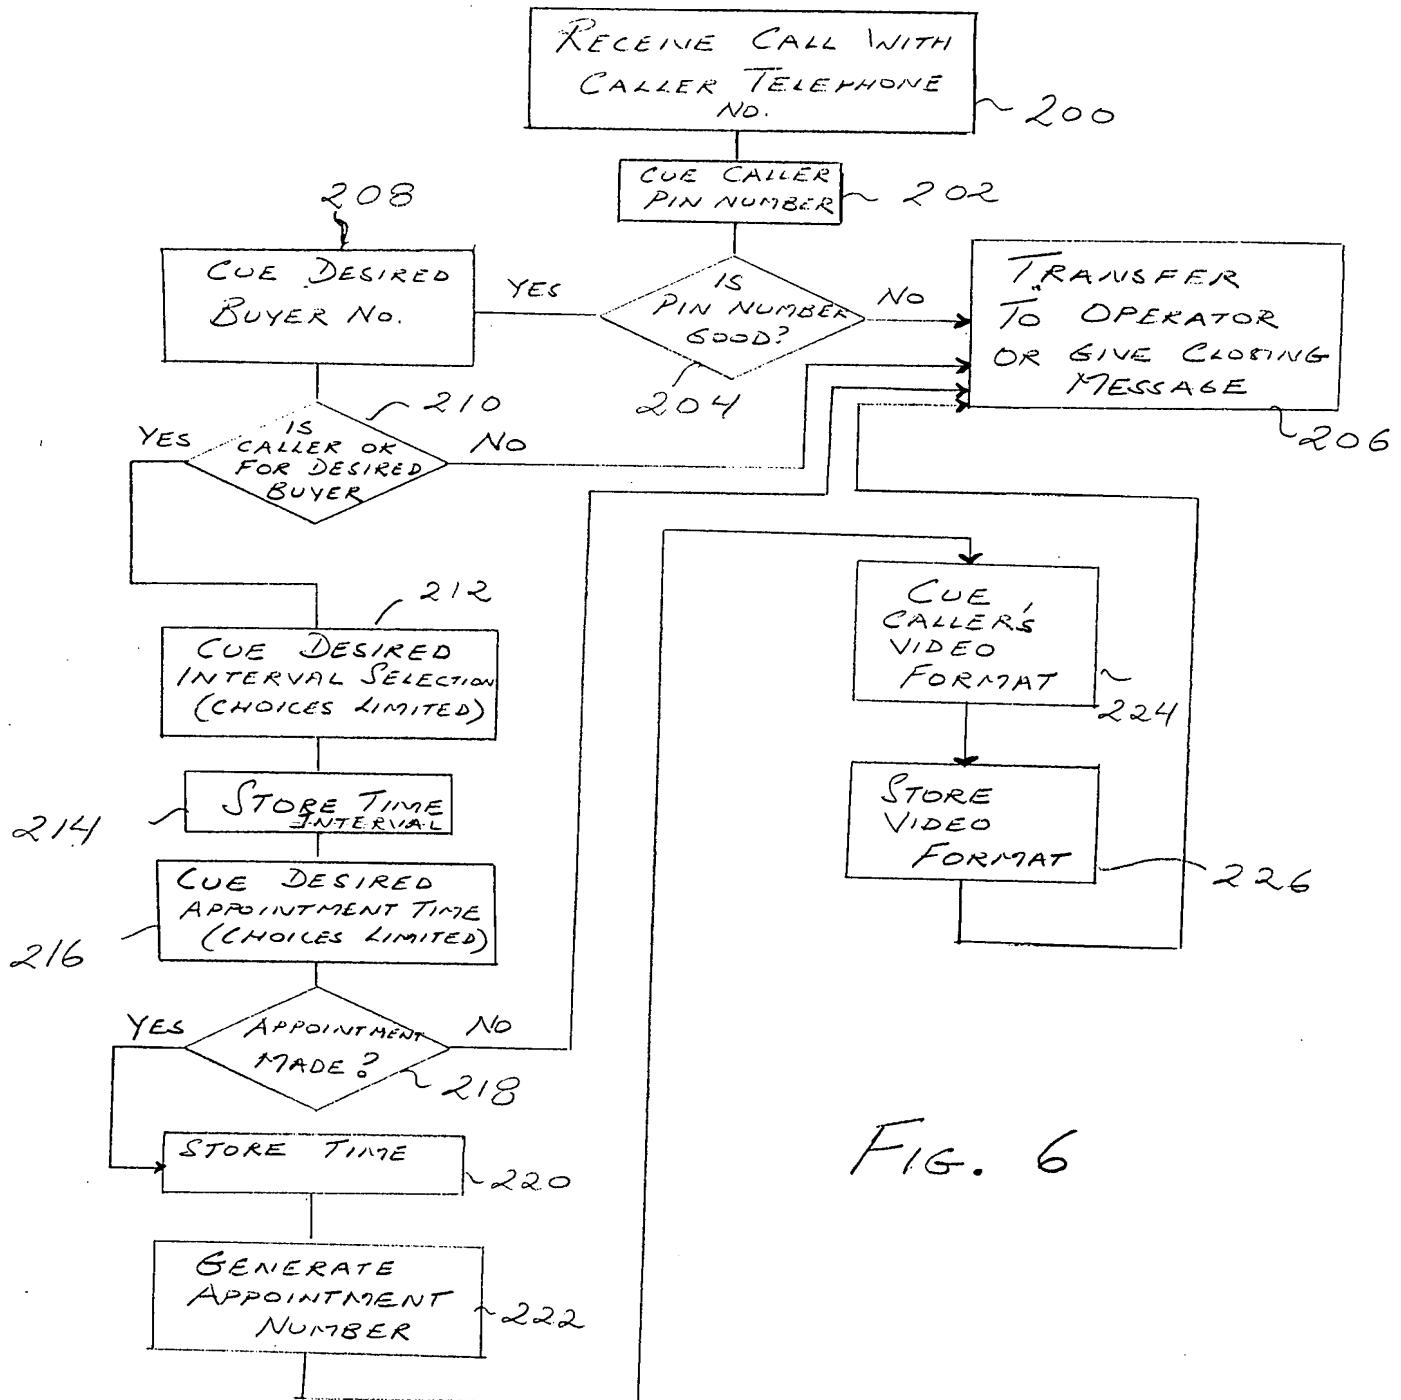 RECEIVE CALL WITH
CALLER TELEPHONE
NO.
200
CUE CALLER
PIN NUMBER
202
208
CUE DESIRED
BUYER NO.
YES
IS
PIN NUMBER
GOOD?
204
NO
TRANSFER
TO OPERATOR
OR GIVE CLOSING
MESSAGE
206
210
YES
IS
CALLER OK
FOR DESIRED
BUYER
NO
212
CUE DESIRED
INTERVAL SELECTION
(CHOICES LIMITED)
214
STORE TIME
INTERVAL
216
CUE DESIRED
APPOINTMENT TIME
(CHOICES LIMITED)
YES
APPOINTMENT
MADE?
NO
218
STORE TIME
220
GENERATE
APPOINTMENT
NUMBER
222
CUE
CALLER'S
VIDEO
FORMAT
224
STORE
VIDEO
FORMAT
226
FIG. 6